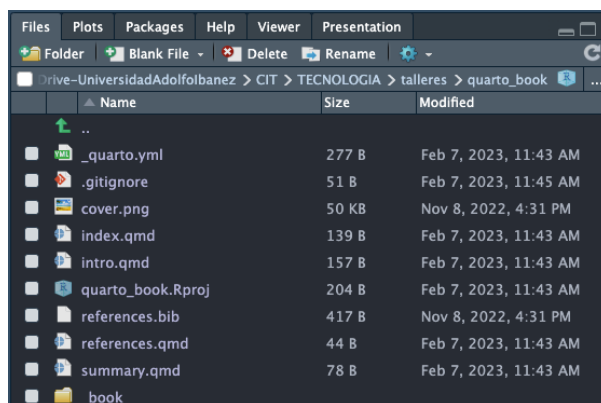 Files Plots Packages Help Viewer Presentation
Folder Blank File Delete Rename
Drive-UniversidadAdolfoIbanez > CIT > TECNOLOGIA > talleres > quarto_book ...
Name Size Modified
..
_quarto.yml 277 B Feb 7, 2023, 11:43 AM
.gitignore 51 B Feb 7, 2023, 11:45 AM
cover.png 50 KB Nov 8, 2022, 4:31 PM
index.qmd 139 B Feb 7, 2023, 11:43 AM
intro.qmd 157 B Feb 7, 2023, 11:43 AM
quarto_book.Rproj 204 B Feb 7, 2023, 11:43 AM
references.bib 417 B Nov 8, 2022, 4:31 PM
references.qmd 44 B Feb 7, 2023, 11:43 AM
summary.qmd 78 B Feb 7, 2023, 11:43 AM
_book